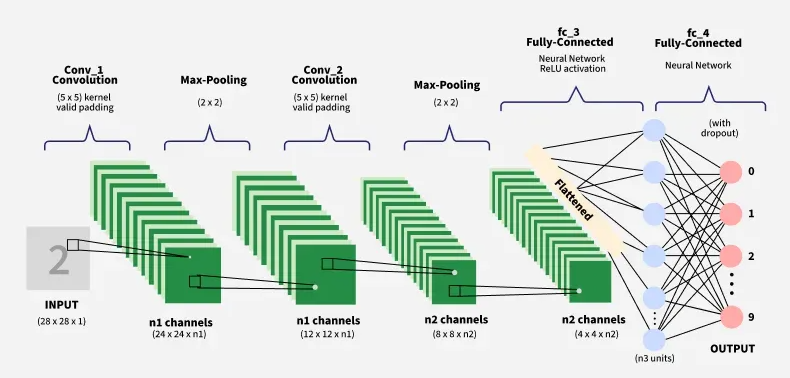 fc_3
Fully-Connected
Neural Network
ReLU activation
fc_4
Fully-Connected
Neural Network
Conv_1
Convolution
(5 x 5) kernel
valid padding
Max-Pooling
(2 x 2)
Conv_2
Convolution
(5 x 5) kernel
valid padding
Max-Pooling
(2 x 2)
(with
dropout)
2
INPUT
(28 x 28 x 1)
n1 channels
(24 x 24 x n1)
n1 channels
(12 x 12 x n1)
n2 channels
(8 x 8 x n2)
n2 channels
(4 x 4 x n2)
Flattened
(n3 units)
0
1
2
9
OUTPUT